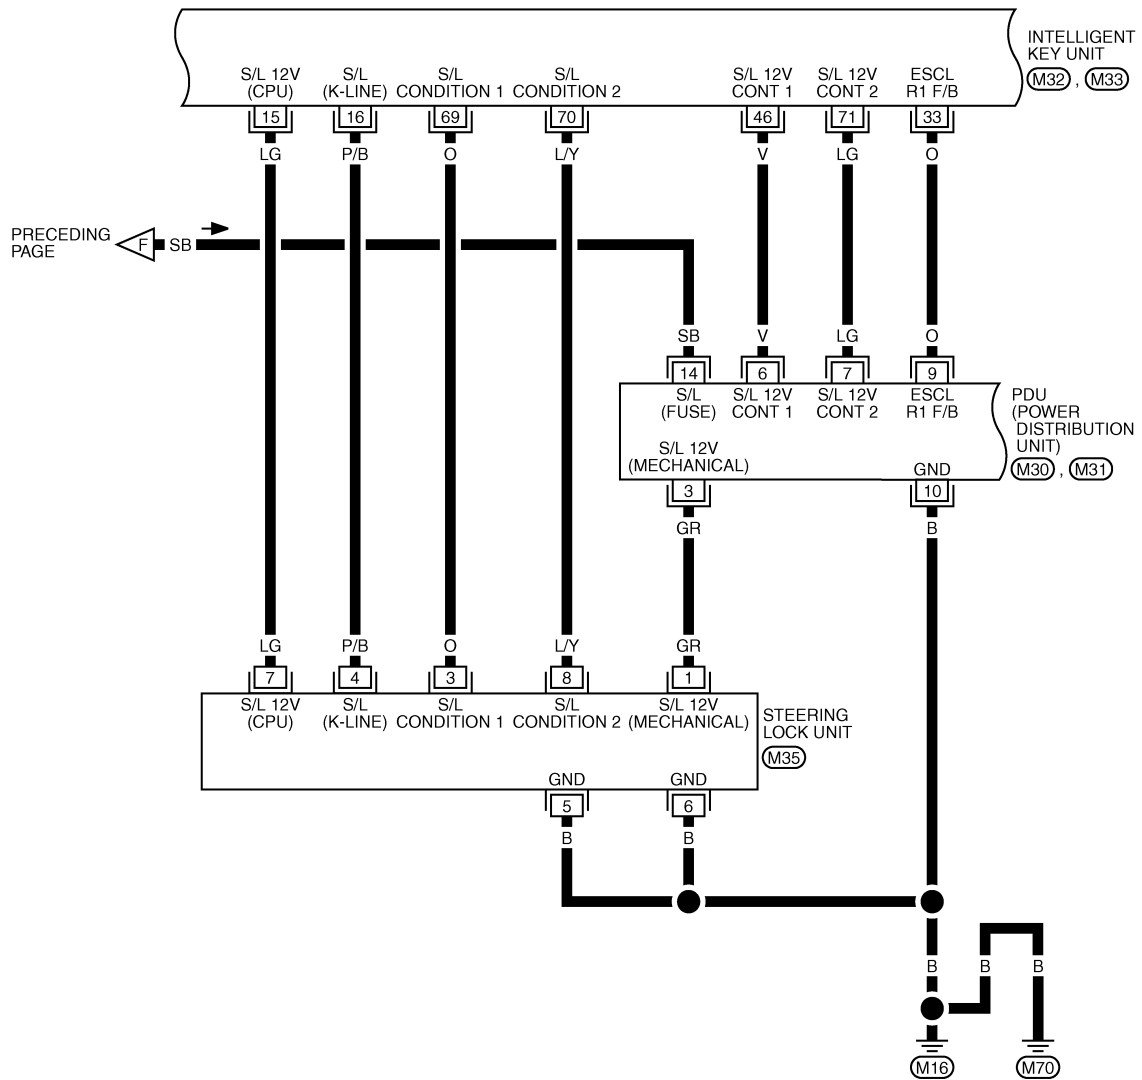 INTELLIGENT
KEY UNIT
M32 , M33
S/L 12V
(CPU)
S/L
(K-LINE)
S/L
CONDITION 1
S/L
CONDITION 2
S/L 12V
CONT 1
S/L 12V
CONT 2
ESCL
R1 F/B
15 16 69 70 46 71 33
LG P/B O L/Y V LG O
PRECEDING
PAGE
F SB
SB V LG O
14 6 7 9
S/L
(FUSE)
S/L 12V
CONT 1
S/L 12V
CONT 2
ESCL
R1 F/B
PDU
(POWER
DISTRIBUTION
UNIT)
M30 , M31
S/L 12V
(MECHANICAL)
GND
3 10
GR B
LG P/B O L/Y GR
7 4 3 8 1
S/L 12V
(CPU)
S/L
(K-LINE)
S/L
CONDITION 1
S/L
CONDITION 2
S/L 12V
(MECHANICAL)
STEERING
LOCK UNIT
M35
GND GND
5 6
B B
B B B
M16 M70